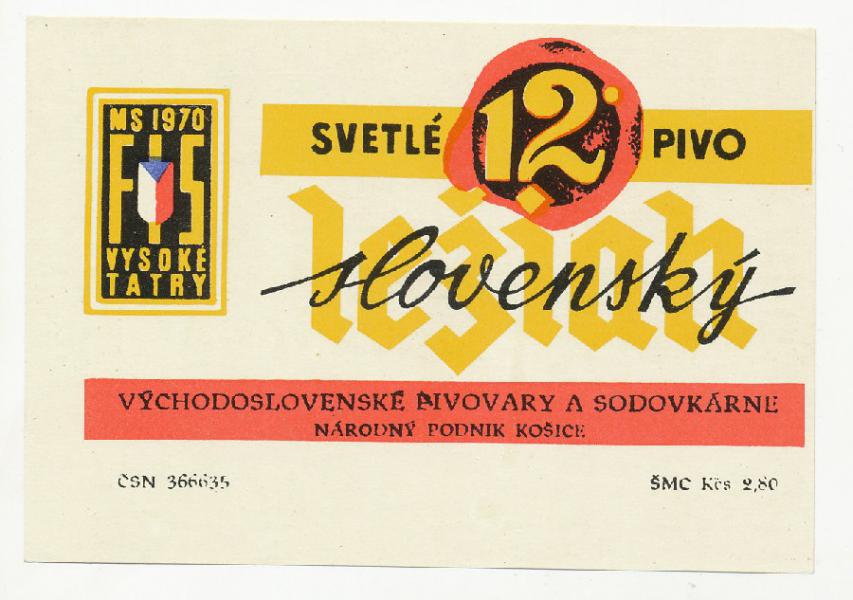 MS 1970
FIS
VYSOKÉ
TATRY
SVETLÉ 12° PIVO
slovenský
ležiak
VÝCHODOSLOVENSKÉ PIVOVARY A SODOVKÁRNE
NÁRODNÝ PODNIK KOŠICE
ČSN 366635
ŠMC Kčs 2,80